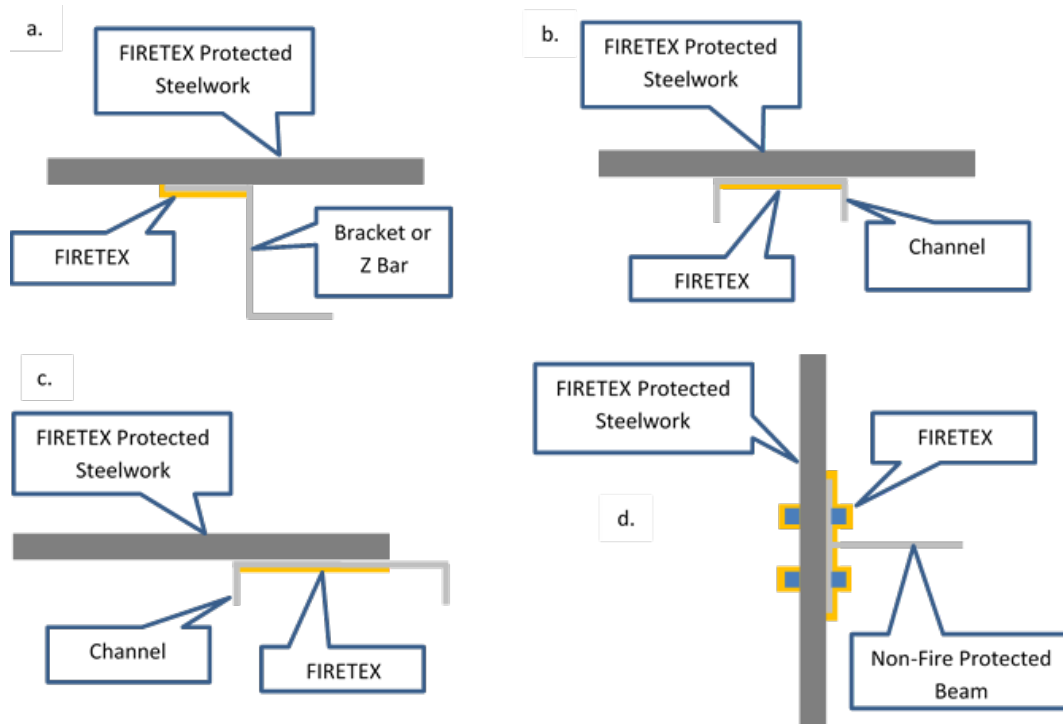 a.
FIRETEX Protected
Steelwork
FIRETEX
Bracket or
Z Bar
b.
FIRETEX Protected
Steelwork
FIRETEX
Channel
c.
FIRETEX Protected
Steelwork
Channel
FIRETEX
d.
FIRETEX Protected
Steelwork
FIRETEX
Non-Fire Protected
Beam